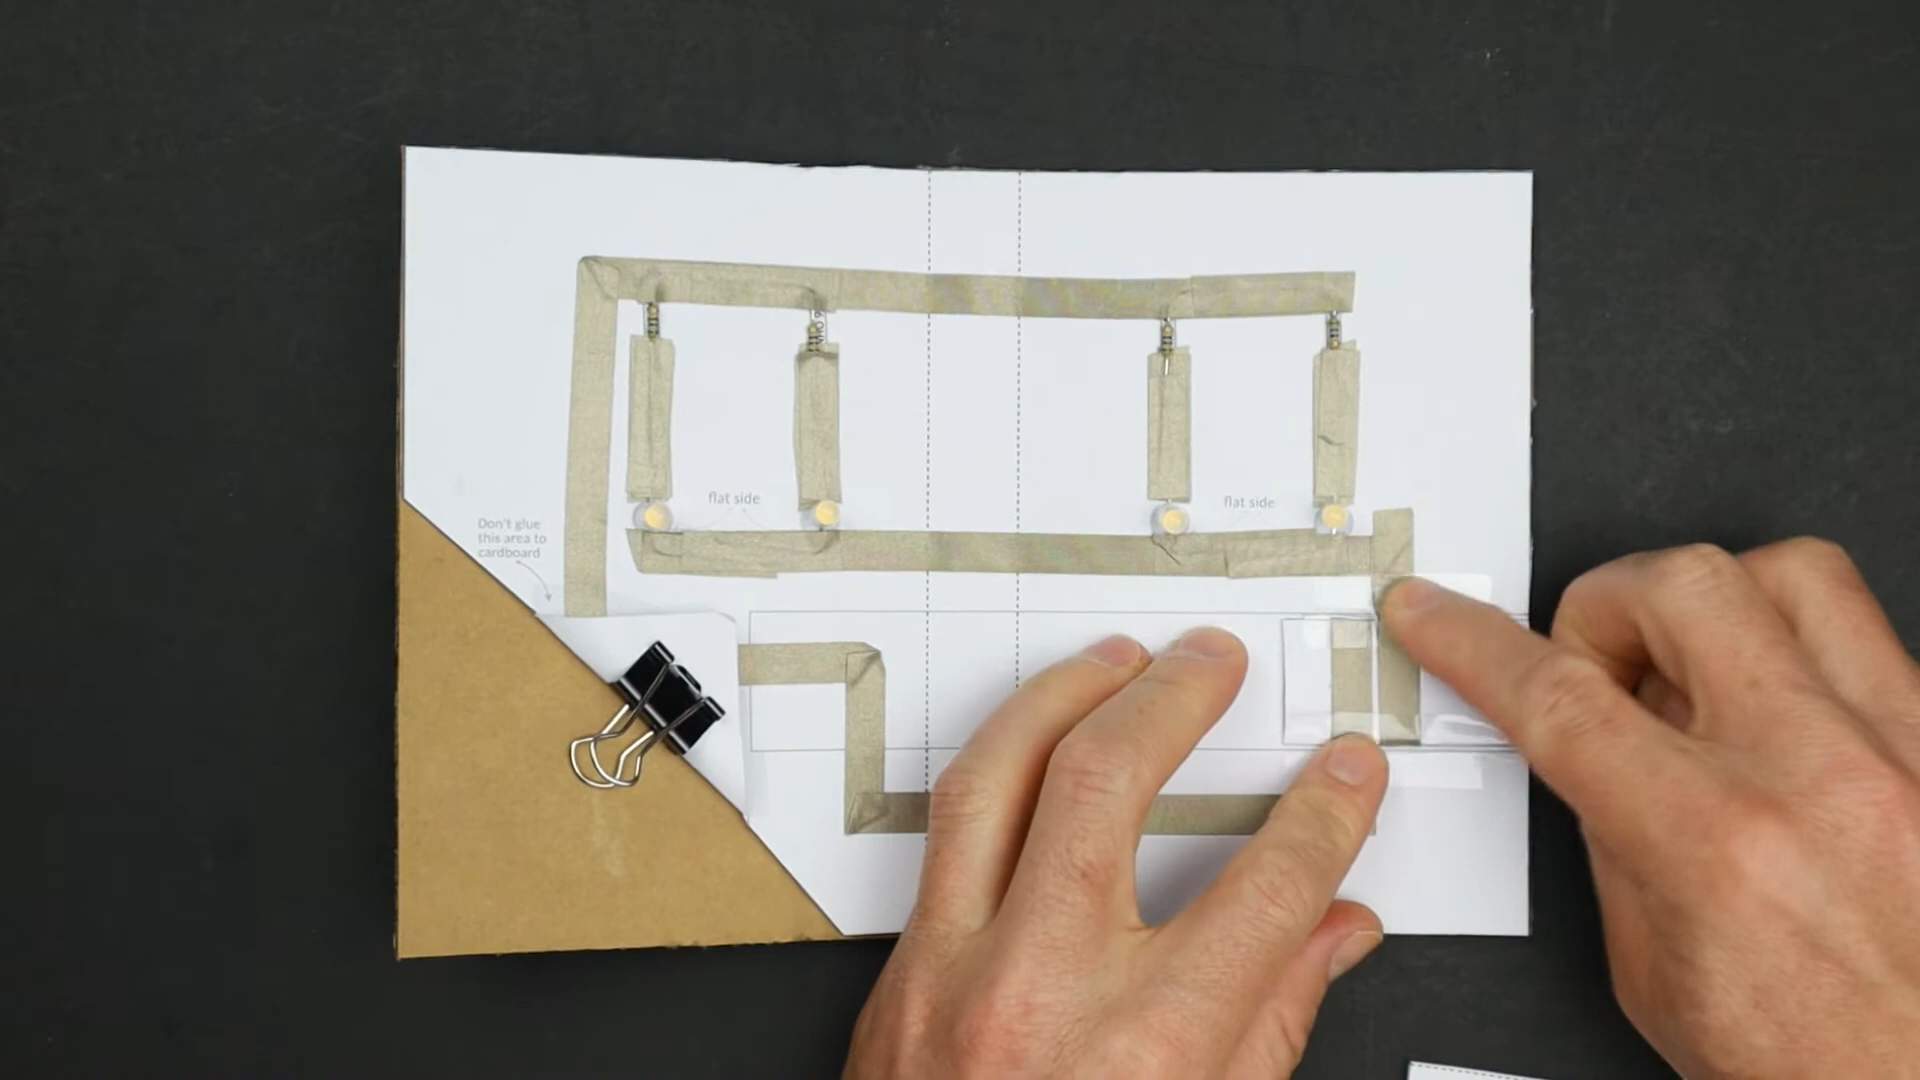 flat side
flat side
Don't glue
this area to
cardboard